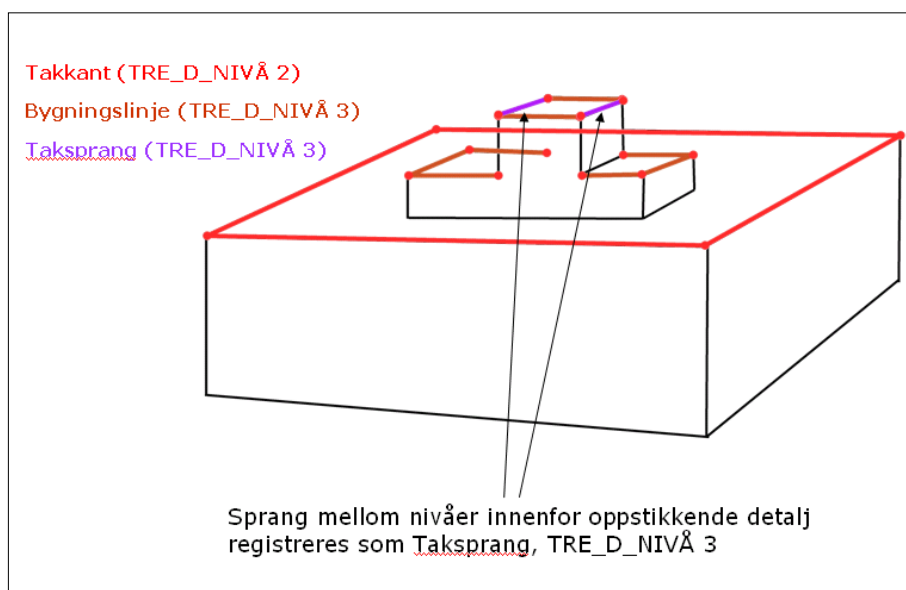 Takkant (TRE_D_NIVÅ 2)
Bygningslinje (TRE_D_NIVÅ 3)
Taksprang (TRE_D_NIVÅ 3)
Sprang mellom nivåer innenfor oppstikkende detalj
registreres som Taksprang, TRE_D_NIVÅ 3